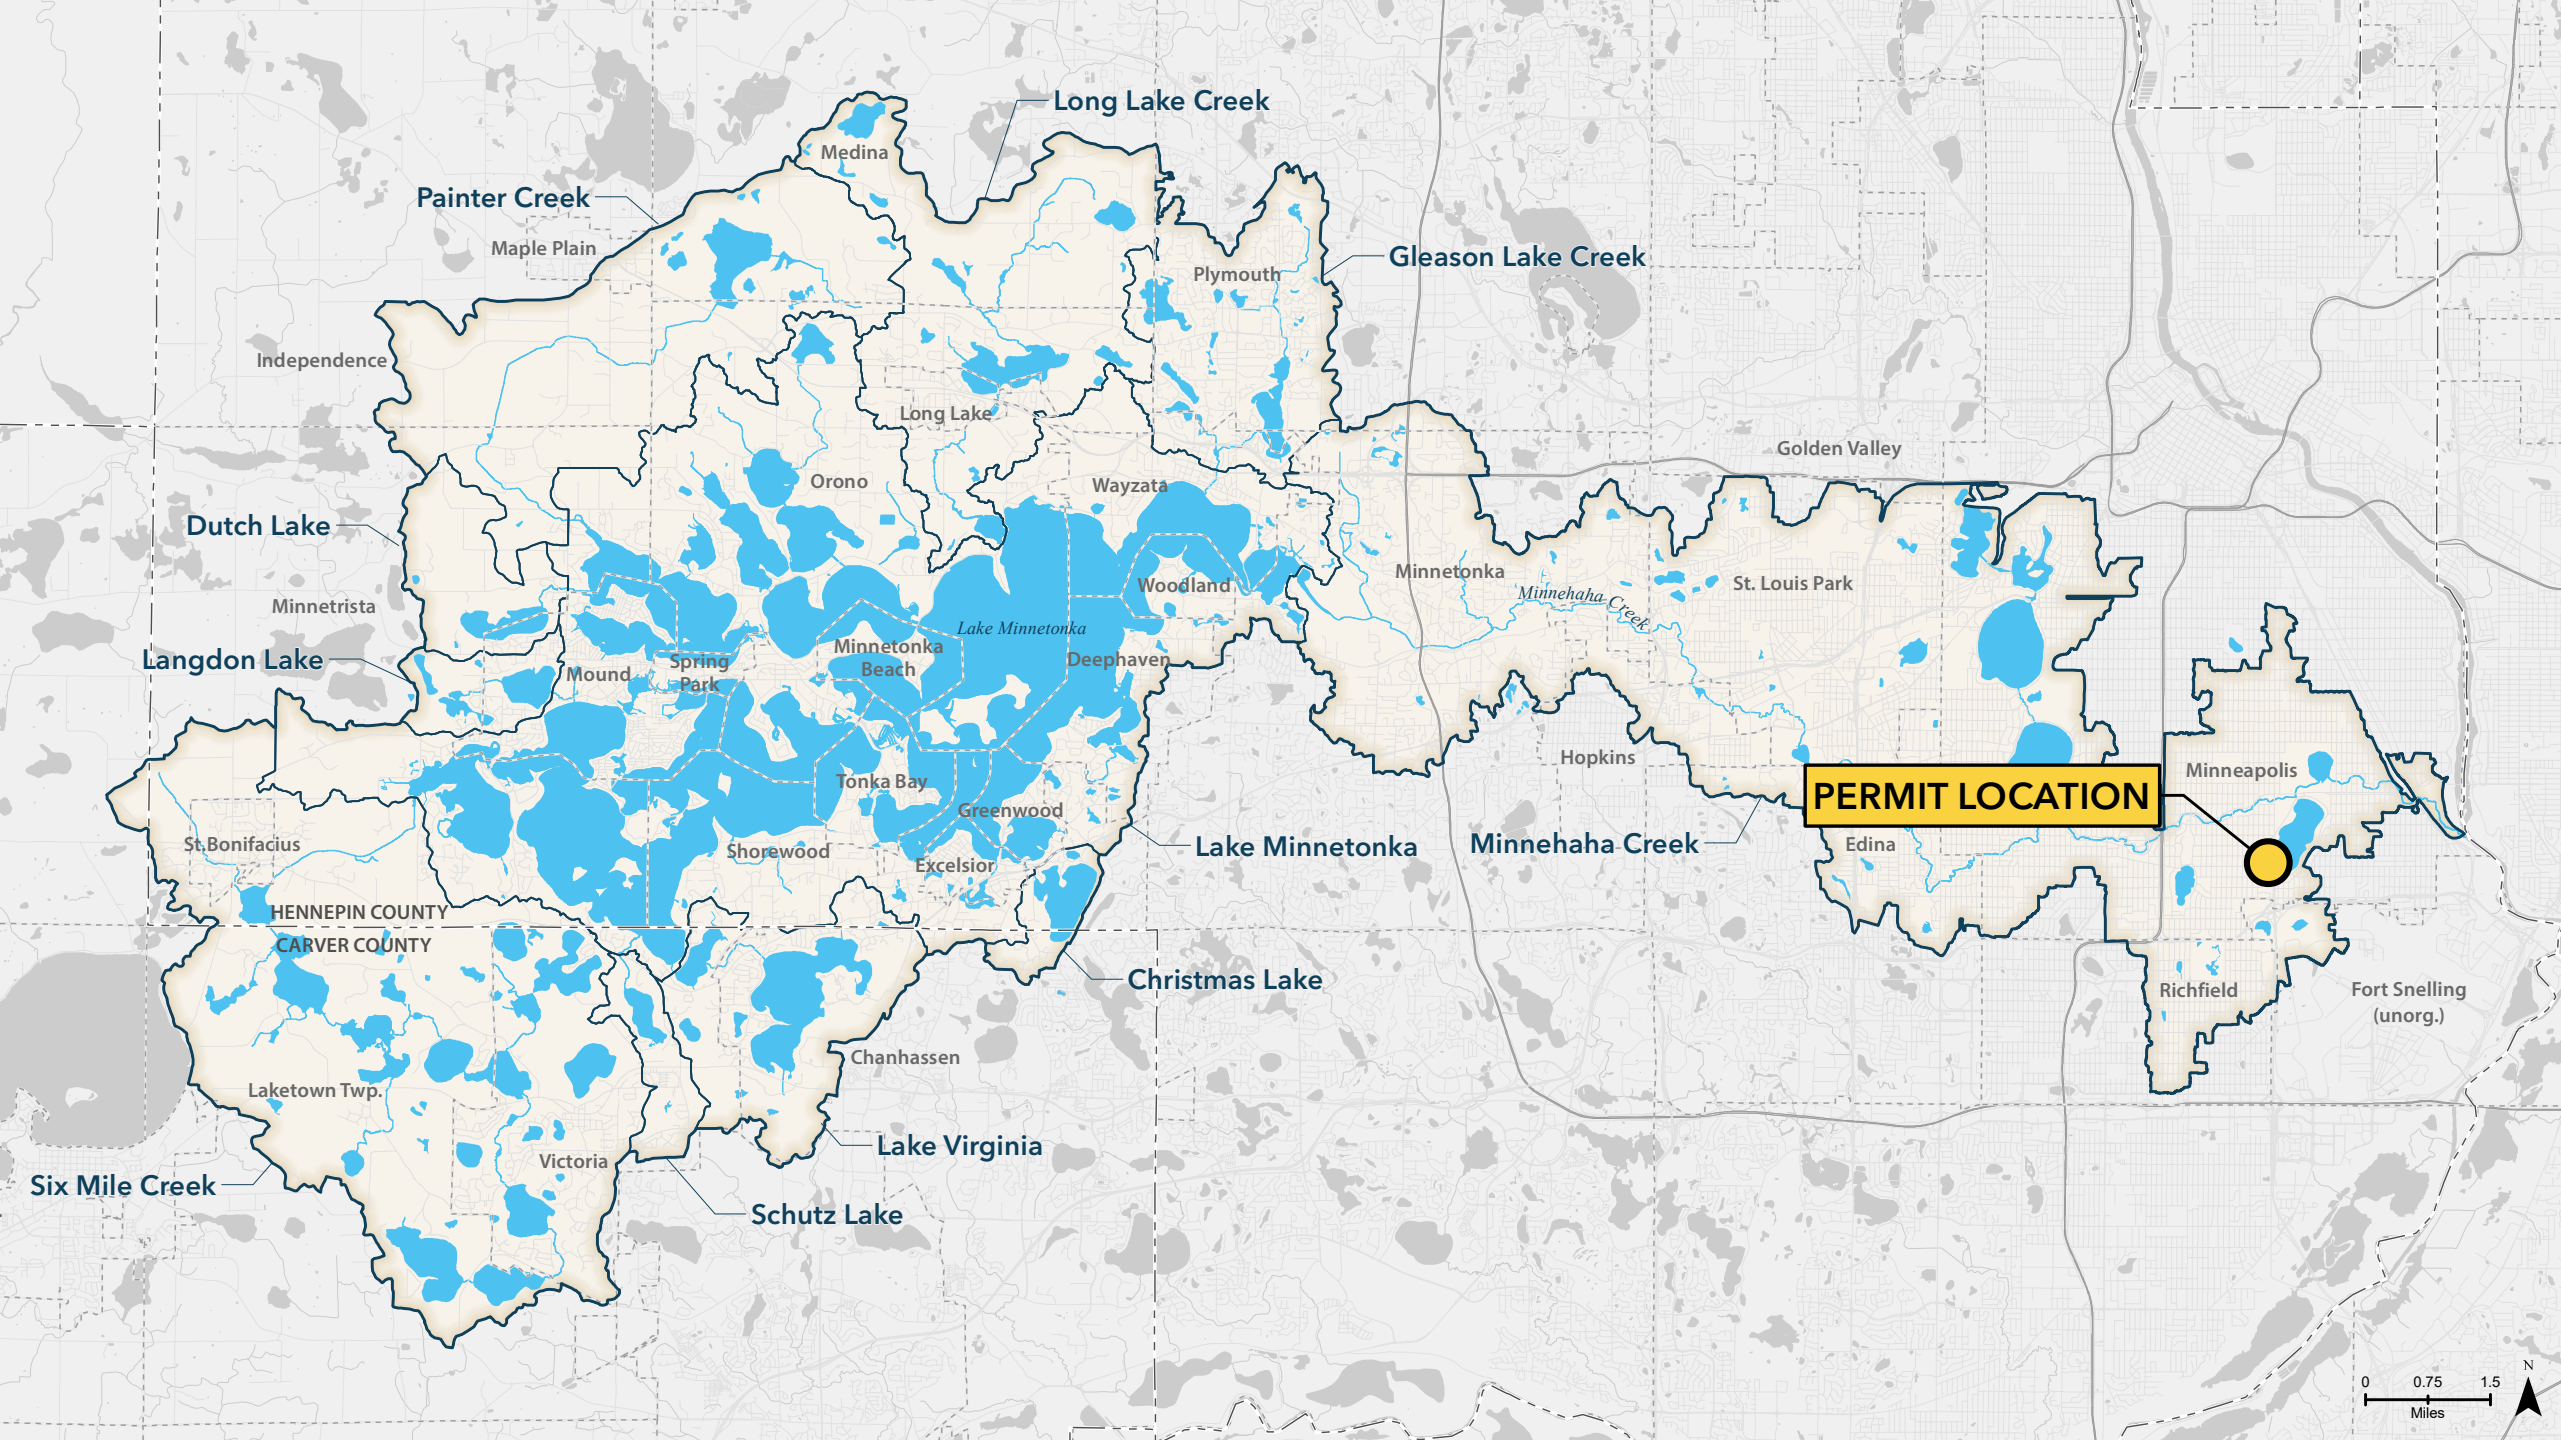 Long Lake Creek
Medina
Painter Creek
Maple Plain
Gleason Lake Creek
Plymouth
Independence
Long Lake
Golden Valley
Orono
Wayzata
Dutch Lake
Minnetonka
Woodland
St. Louis Park
Minnehaha Creek
Minnetrista
Lake Minnetonka
Minnetonka
Beach
Langdon Lake
Mound
Spring
Park
Deephaven
Hopkins
Minneapolis
Tonka Bay
PERMIT LOCATION
Greenwood
St.Bonifacius
Shorewood
Lake Minnetonka
Minnehaha Creek
Edina
Excelsior
HENNEPIN COUNTY
CARVER COUNTY
Christmas Lake
Richfield
Fort Snelling
(unorg.)
Chanhassen
Laketown Twp.
Lake Virginia
Victoria
Six Mile Creek
Schutz Lake
N
0 0.75 1.5
Miles